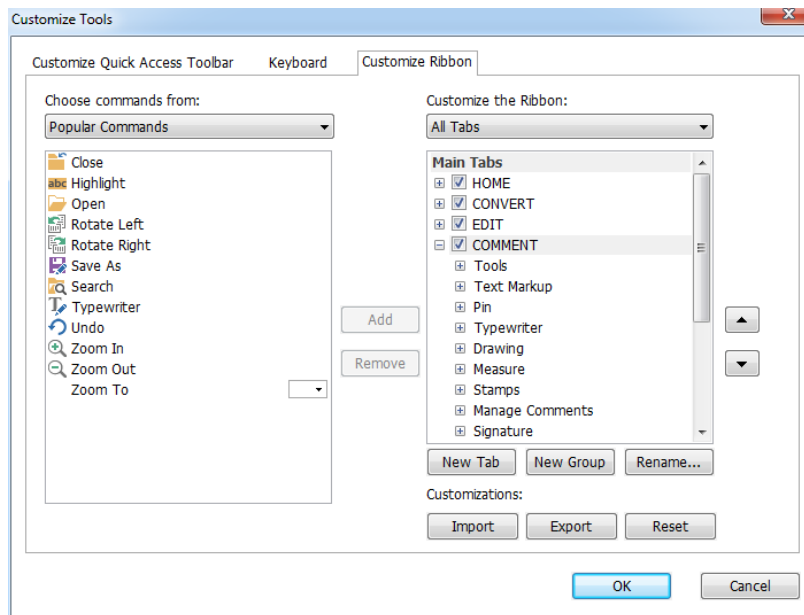 Customize Tools
Customize Quick Access Toolbar Keyboard Customize Ribbon
Choose commands from:
Popular Commands
Close
abc Highlight
Open
Rotate Left
Rotate Right
Save As
Search
Typewriter
Undo
Zoom In
Zoom Out
Zoom To
Add
Remove
Customize the Ribbon:
All Tabs
Main Tabs
HOME
CONVERT
EDIT
COMMENT
Tools
Text Markup
Pin
Typewriter
Drawing
Measure
Stamps
Manage Comments
Signature
New Tab New Group Rename...
Customizations:
Import Export Reset
OK Cancel